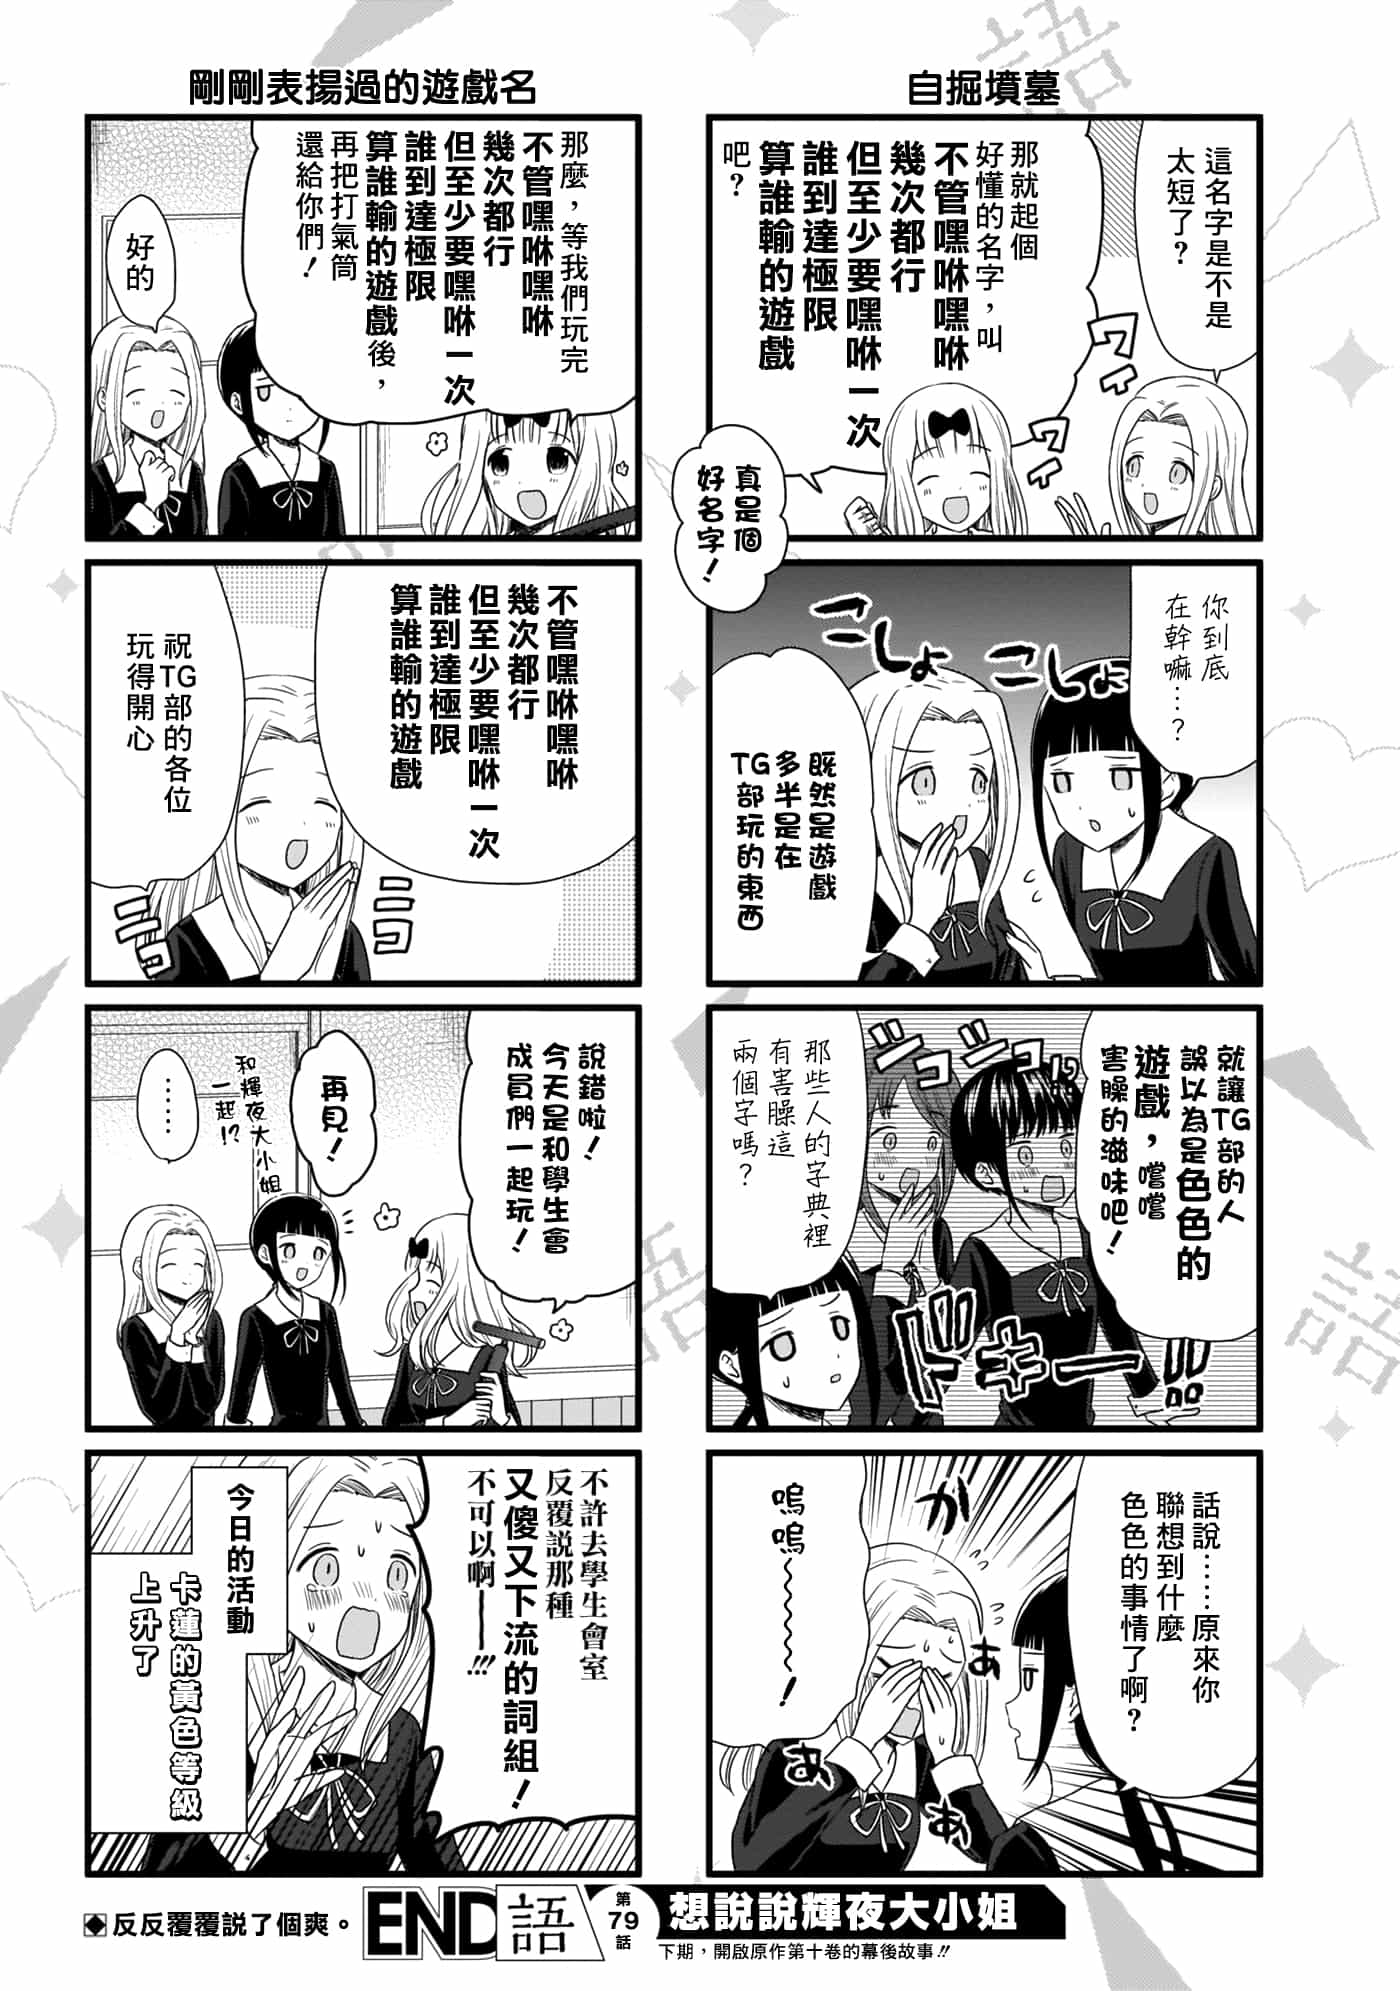 自掘墳墓
這名字是不是
太短了？
那就起個
好懂的名字，叫
不管嘿咻嘿咻
幾次都行
但至少要嘿咻一次
誰到達極限
算誰輸的遊戲
吧？
ワイ
ワイ
真是個
好名字！
你到底
在幹嘛…？
こしょ
こしょ
既然是遊戲
多半是在
TG部玩的東西
就讓TG部的人
誤以為是色色的
遊戲，嚐嚐
害臊的滋味吧！
!?
ジュコ
ジュコ
那些人的字典裡
有害臊這
兩個字嗎？
ドキー!!
話說……原來你
聯想到什麼
色色的事情了啊？
か
あ
あ
ぁ
嗚嗚～～～～！
剛剛表揚過的遊戲名
那麼，等我們玩完
不管嘿咻嘿咻
幾次都行
但至少要嘿咻一次
誰到達極限
算誰輸的遊戲後，
再把打氣筒
還給你們！
好的
不管嘿咻嘿咻
幾次都行
但至少要嘿咻一次
誰到達極限
算誰輸的遊戲
祝TG部的各位
玩得開心
ニコ
ニコ
說錯啦！
今天是和學生會
成員們一起玩！
再見！
和輝夜大小姐
一起!?
……
不許去學生會室
反覆説那種
又傻又下流的詞組！
不可以啊——!!!
今日的活動
卡蓮的黃色等級
上升了
◆反反覆覆説了個爽。
END
語
第79話
想說說輝夜大小姐
下期，開啟原作第十卷的幕後故事!!
語
語
語